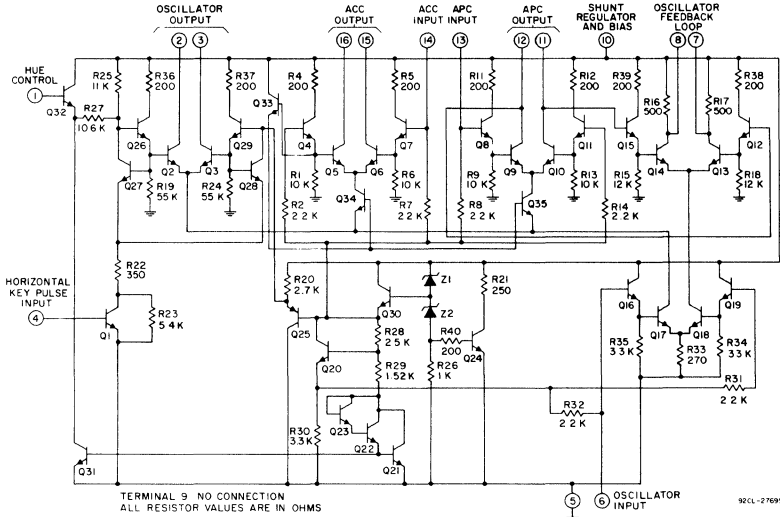 OSCILLATOR OUTPUT
ACC OUTPUT
ACC INPUT
APC INPUT
APC OUTPUT
SHUNT REGULATOR AND BIAS
OSCILLATOR FEEDBACK LOOP
2
3
16
15
14
13
12
11
10
8
7
HUE CONTROL
1
Q32
R25 11 K
R36 200
R37 200
Q33
R4 200
R5 200
R11 200
R12 200
R39 200
R16 500
R17 500
R38 200
R27 10 6 K
Q26
Q27
Q2
Q3
Q29
Q28
Q4
Q5
Q6
Q7
Q8
Q9
Q10
Q11
Q15
Q14
Q13
Q12
R19 55 K
R24 55 K
R1 10 K
R6 10 K
R9 10 K
R13 10 K
R15 12 K
R18 12 K
Q34
Q35
R2 2.2 K
R7 2 2 K
R8 2 2 K
R14 2.2 K
R22 350
HORIZONTAL KEY PULSE INPUT
4
Q1
R23 5 4 K
R20 2.7 K
Q25
Q30
Z1
Z2
R21 250
R28 2 5 K
R40 200
Q24
Q20
R29 1.52 K
R26 1 K
Q16
Q17
Q18
Q19
R35 3 3 K
R33 270
R34 3 3 K
R31 2 2 K
R32 2 2 K
R30 3.3 K
Q23
Q22
Q21
Q31
TERMINAL 9 NO CONNECTION
ALL RESISTOR VALUES ARE IN OHMS
5
6
OSCILLATOR INPUT